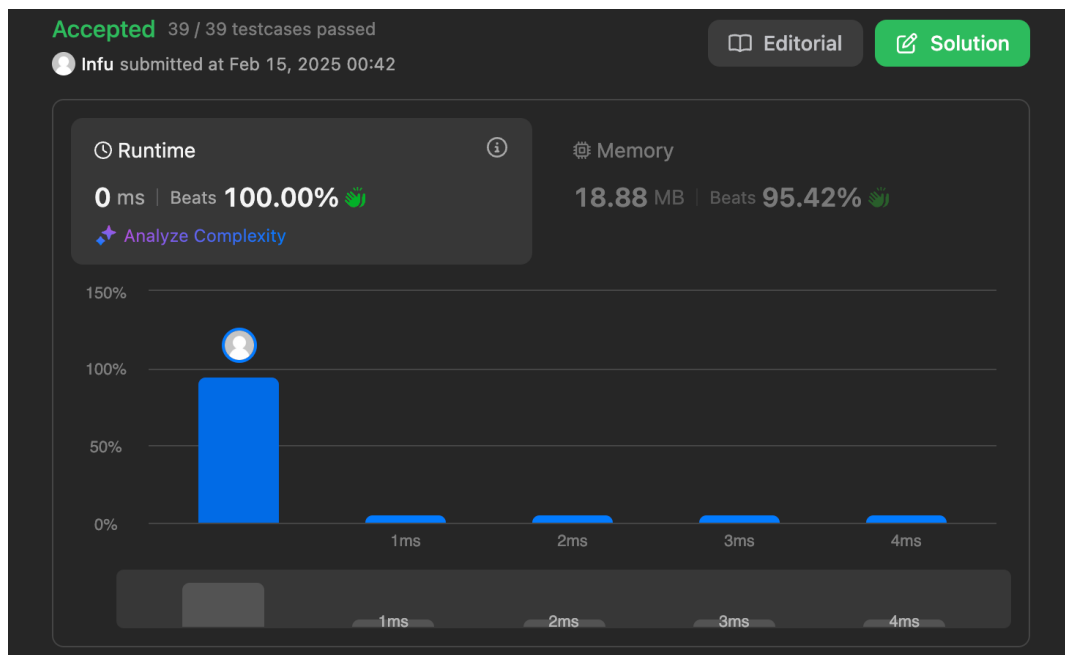 Accepted 39 / 39 testcases passed
Editorial
Solution
Infu submitted at Feb 15, 2025 00:42
Runtime
0 ms | Beats 100.00%
Analyze Complexity
Memory
18.88 MB | Beats 95.42%
150%
100%
50%
0%
1ms 2ms 3ms 4ms
1ms 2ms 3ms 4ms